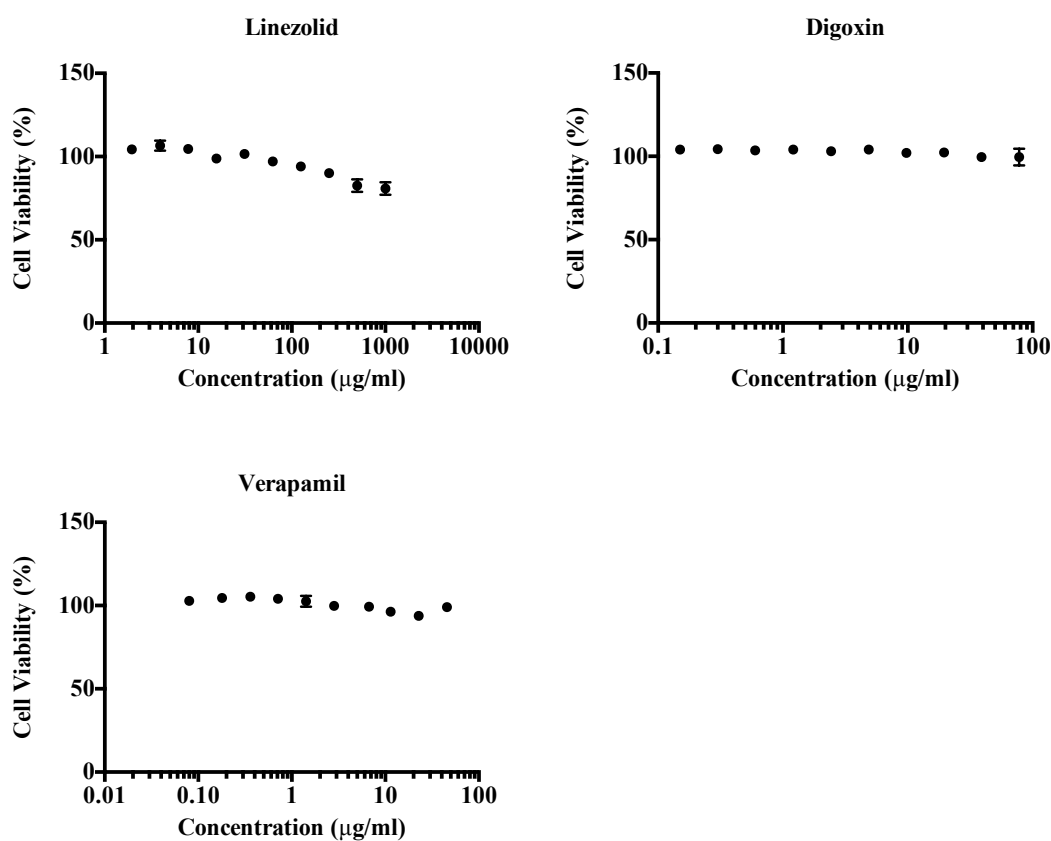 Linezolid
150
100
50
0
Cell Viability (%)
1 10 100 1000 10000
Concentration (μg/ml)
Digoxin
150
100
50
0
Cell Viability (%)
0.1 1 10 100
Concentration (μg/ml)
Verapamil
150
100
50
0
Cell Viability (%)
0.01 0.10 1 10 100
Concentration (μg/ml)